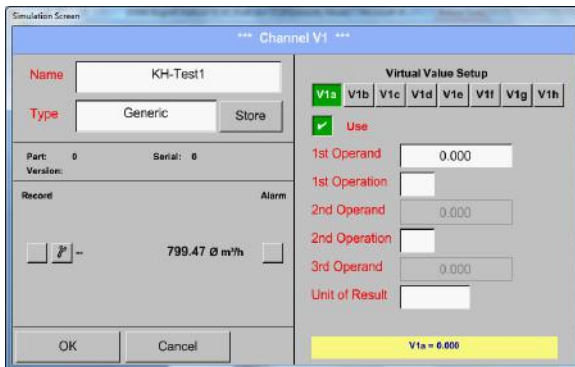 Simulation Screen
*** Channel V1 ***
Name KH-Test1
Type Generic Store
Part: 0 Serial: 0
Version:
Record Alarm
-- 799.47 Ø m³/h
OK Cancel
Virtual Value Setup
V1a V1b V1c V1d V1e V1f V1g V1h
Use
1st Operand 0.000
1st Operation
2nd Operand 0.000
2nd Operation
3rd Operand 0.000
Unit of Result
V1a = 0.000